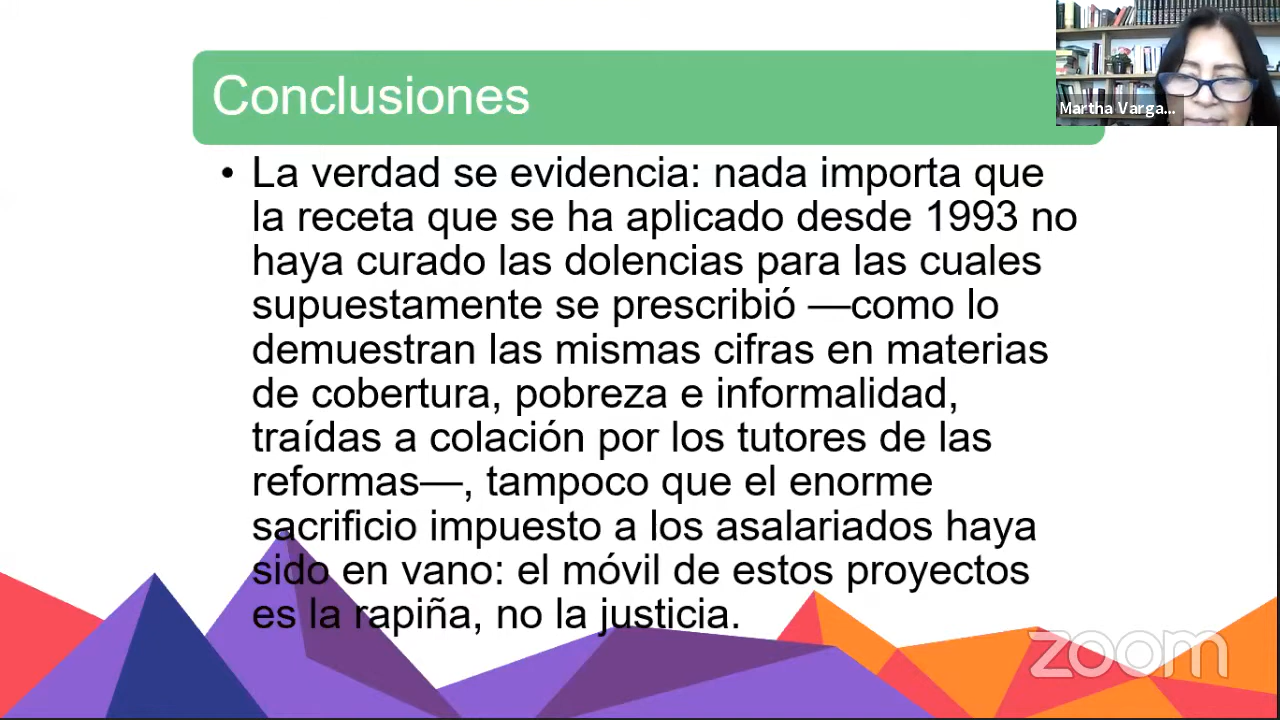 Conclusiones
Martha Varga...
• La verdad se evidencia: nada importa que
la receta que se ha aplicado desde 1993 no
haya curado las dolencias para las cuales
supuestamente se prescribió —como lo
demuestran las mismas cifras en materias
de cobertura, pobreza e informalidad,
traídas a colación por los tutores de las
reformas—, tampoco que el enorme
sacrificio impuesto a los asalariados haya
sido en vano: el móvil de estos proyectos
es la rapiña, no la justicia.
zoom